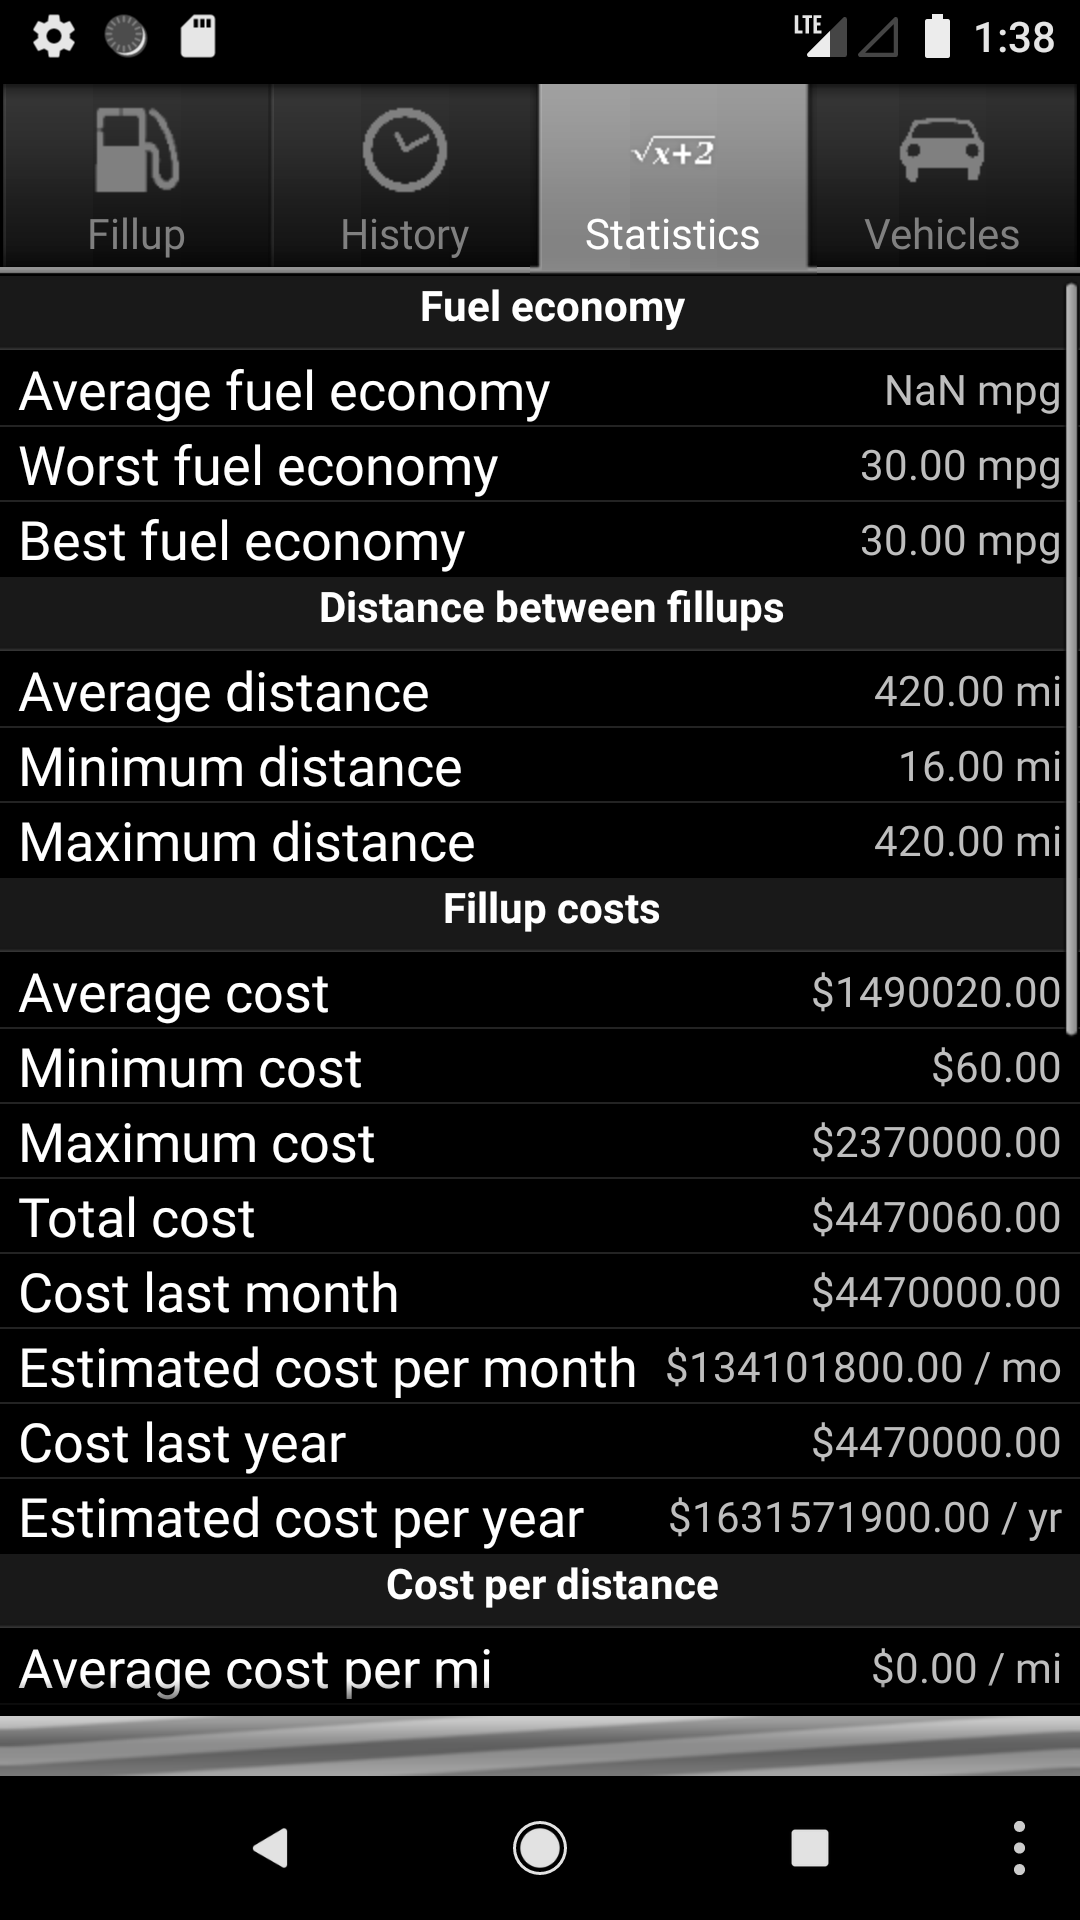 LTE 1:38
√x+2
Fillup History Statistics Vehicles
Fuel economy
Average fuel economy NaN mpg
Worst fuel economy 30.00 mpg
Best fuel economy 30.00 mpg
Distance between fillups
Average distance 420.00 mi
Minimum distance 16.00 mi
Maximum distance 420.00 mi
Fillup costs
Average cost $1490020.00
Minimum cost $60.00
Maximum cost $2370000.00
Total cost $4470060.00
Cost last month $4470000.00
Estimated cost per month $134101800.00 / mo
Cost last year $4470000.00
Estimated cost per year $1631571900.00 / yr
Cost per distance
Average cost per mi $0.00 / mi